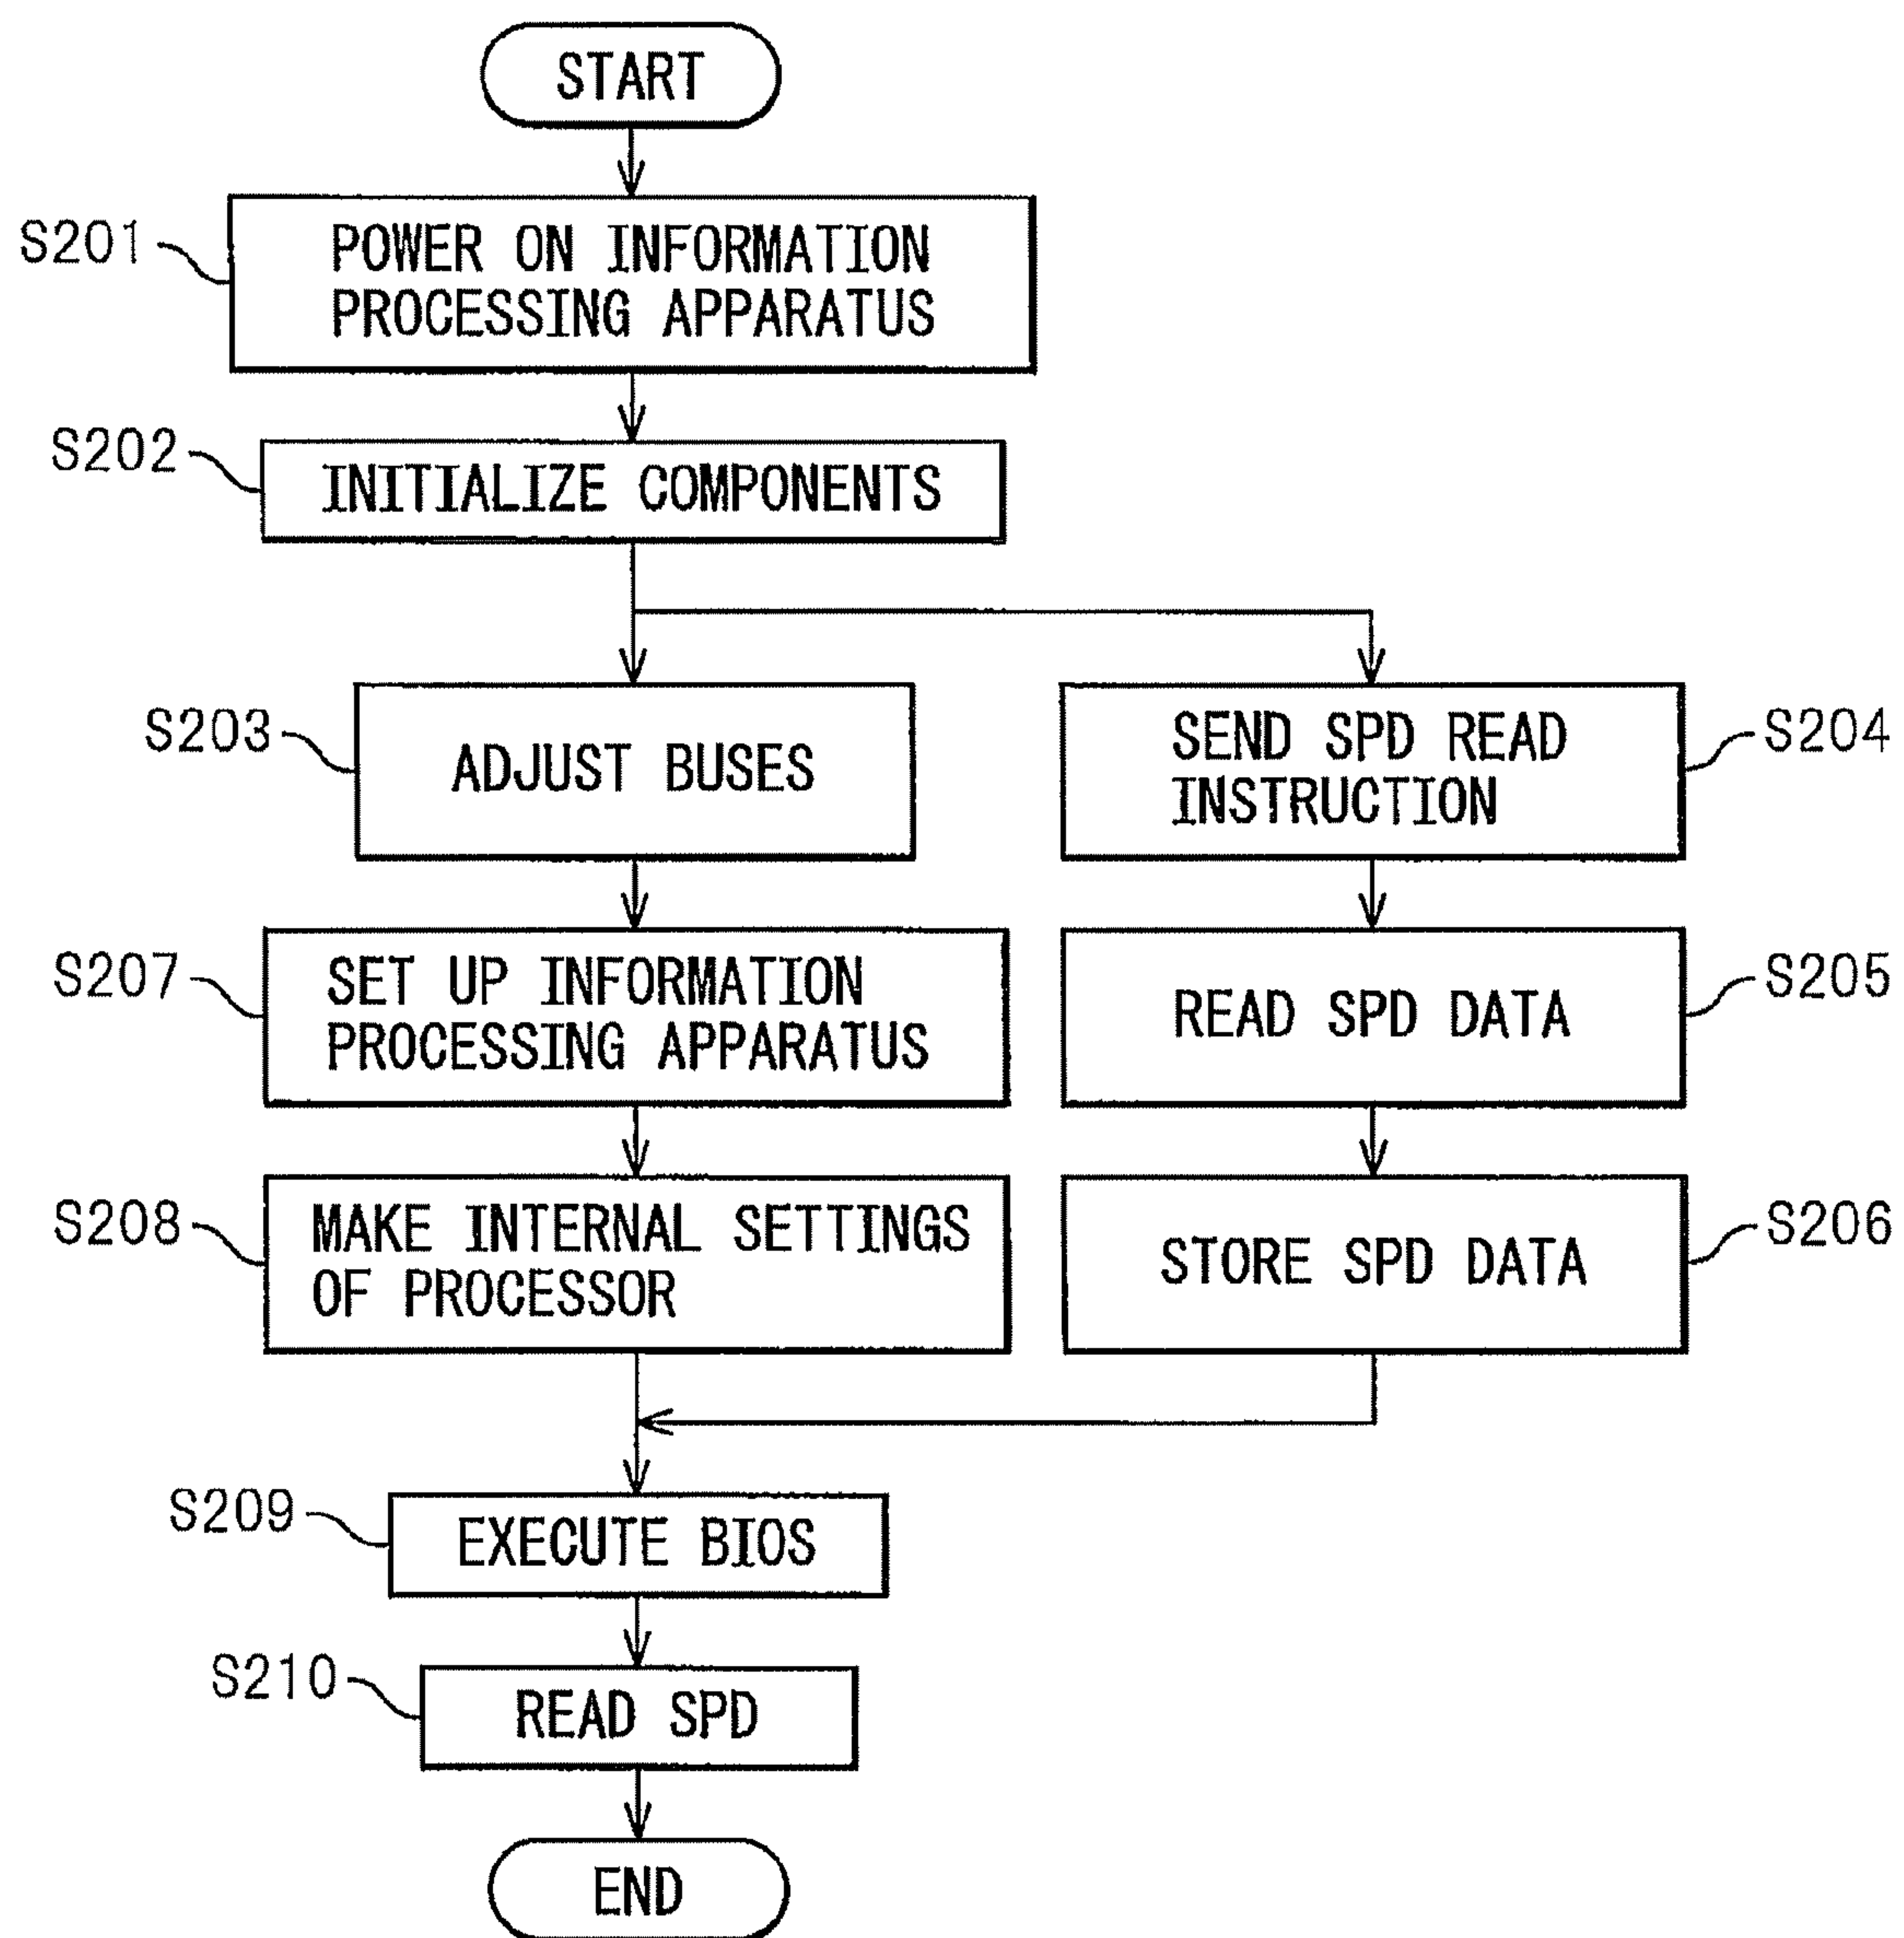 START
S201
POWER ON INFORMATION
PROCESSING APPARATUS
S202
INITIALIZE COMPONENTS
S203
ADJUST BUSES
SEND SPD READ
INSTRUCTION
S204
S207
SET UP INFORMATION
PROCESSING APPARATUS
READ SPD DATA
S205
S208
MAKE INTERNAL SETTINGS
OF PROCESSOR
STORE SPD DATA
S206
S209
EXECUTE BIOS
S210
READ SPD
END